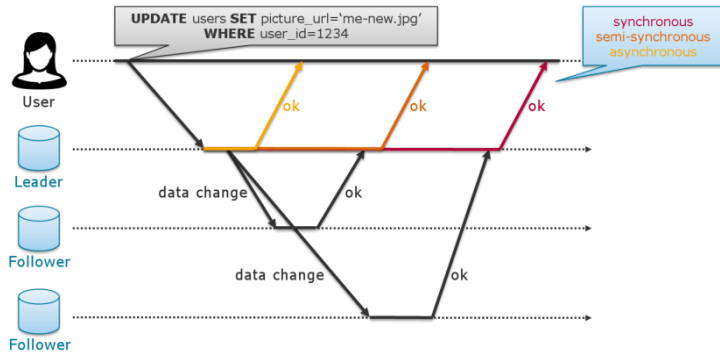 UPDATE users SET picture_url=‘me-new.jpg’
WHERE user_id=1234
synchronous
semi-synchronous
asynchronous
User
ok
ok
ok
Leader
data change
ok
Follower
data change
ok
Follower